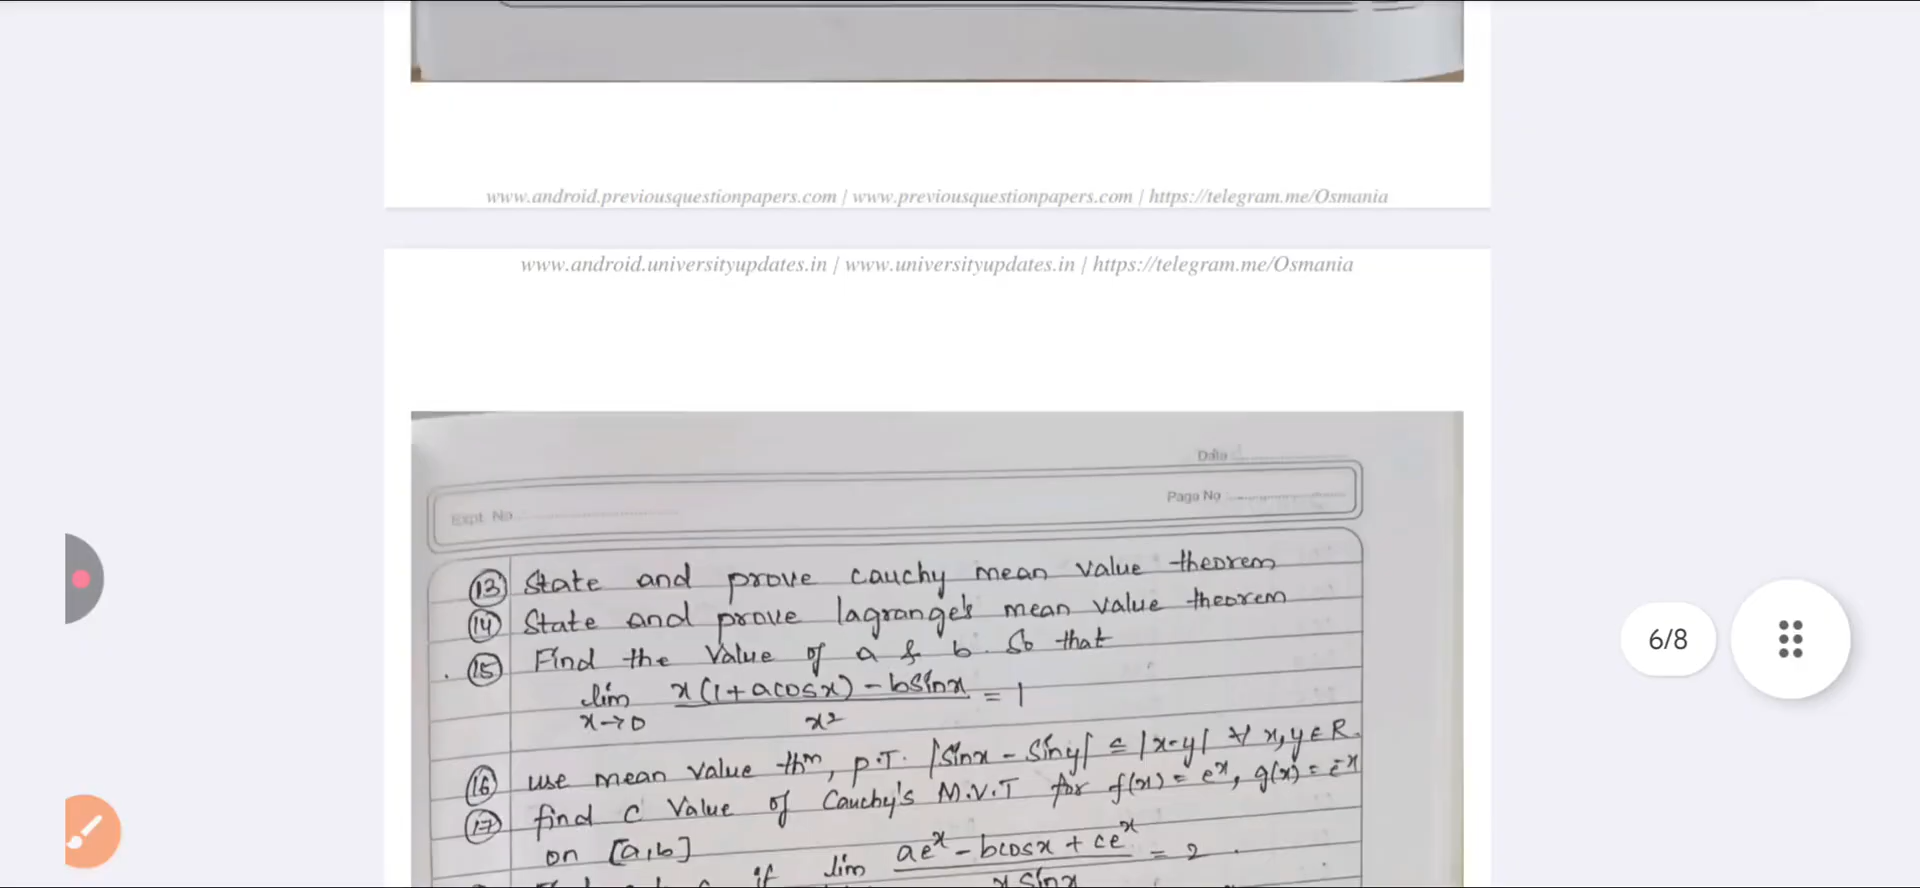 www.android.previousquestionpapers.com | www.previousquestionpapers.com | https://telegram.me/Osmania
www.android.universityupdates.in | www.universityupdates.in | https://telegram.me/Osmania
Date
Page No
Expt. No.
(13) State and prove cauchy mean value theorem
(14) State and prove lagrange's mean value theorem
(15) Find the value of a & b. So that
lim x→0 x(1+acosx) - bsinx / x² = 1
(16) use mean value thm, p.T. |sinx - siny| ≤ |x-y| ∀ x,y ∈ R.
(17) find c value of Cauchy's M.V.T for f(x) = eˣ, g(x) = e⁻ˣ
on [a,b]
if lim aeˣ - bcosx + ceˣ / x sinx = 2
6/8